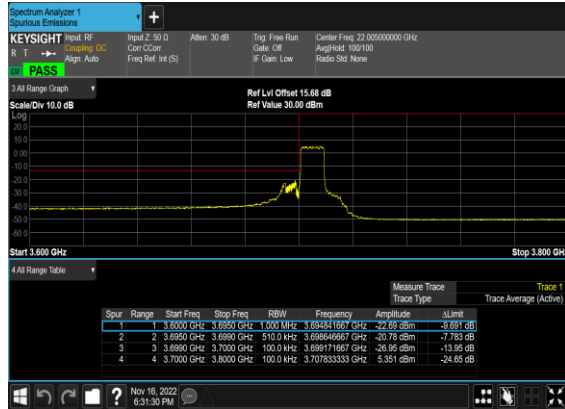 Spectrum Analyzer 1
Spurious Emissions
KEYSIGHT Input: RF Input Z: 50 Ω Atten: 30 dB Trig: Free Run Center Freq: 22.005000000 GHz
R T Coupling: DC Corr CCorr Gate: Off Avg|Hold: 100/100
Align: Auto Freq Ref: Int (S) IF Gain: Low Radio Std: None
PASS
3 All Range Graph
Ref Lvl Offset 15.68 dB
Scale/Div 10.0 dB Ref Value 30.00 dBm
Log
20.0
10.0
0.00
-10.0
-20.0
-30.0
-40.0
-50.0
-60.0
Start 3.600 GHz Stop 3.800 GHz
4 All Range Table
Measure Trace Trace 1
Trace Type Trace Average (Active)
Spur Range Start Freq Stop Freq RBW Frequency Amplitude ΔLimit
1 1 3.6000 GHz 3.6950 GHz 1.000 MHz 3.694841667 GHz -22.69 dBm -9.691 dB
2 2 3.6950 GHz 3.6990 GHz 510.0 kHz 3.698646667 GHz -20.78 dBm -7.783 dB
3 3 3.6990 GHz 3.7000 GHz 100.0 kHz 3.699171667 GHz -26.95 dBm -13.95 dB
4 4 3.7000 GHz 3.8000 GHz 100.0 kHz 3.707833333 GHz 5.351 dBm -24.65 dB
Nov 16, 2022
6:31:30 PM